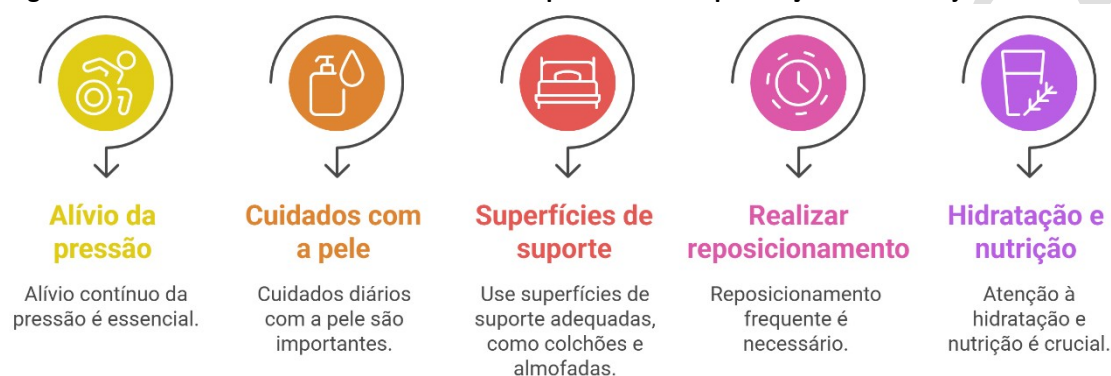 Alívio da
pressão
Alívio contínuo da
pressão é essencial.
Cuidados com
a pele
Cuidados diários
com a pele são
importantes.
Superfícies de
suporte
Use superfícies de
suporte adequadas,
como colchões e
almofadas.
Realizar
reposicionamento
Reposicionamento
frequente é
necessário.
Hidratação e
nutrição
Atenção à
hidratação e
nutrição é crucial.